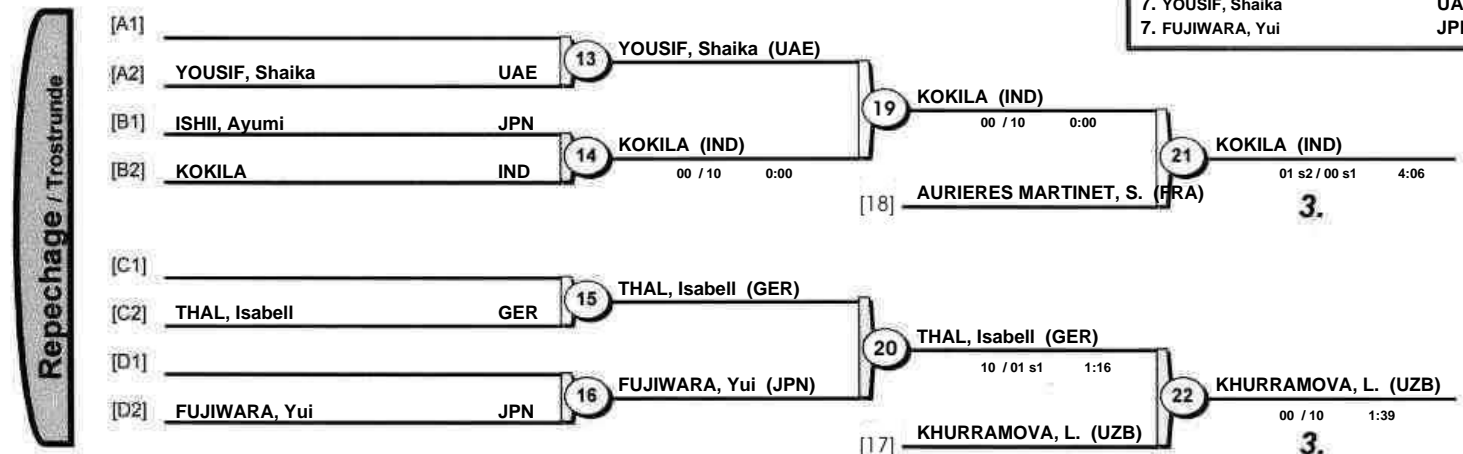 7. YOUSIF, Shaika
7. FUJIWARA, Yui
Repechage / Trostrunde
[A1]
[A2] YOUSIF, Shaika UAE
13
YOUSIF, Shaika (UAE)
[B1] ISHII, Ayumi JPN
[B2] KOKILA IND
14
KOKILA (IND)
00 / 10 0:00
19
KOKILA (IND)
00 / 10 0:00
[18] AURIERES MARTINET, S. (FRA)
21
KOKILA (IND)
01 s2 / 00 s1 4:06
3.
[C1]
[C2] THAL, Isabell GER
15
THAL, Isabell (GER)
[D1]
[D2] FUJIWARA, Yui JPN
16
FUJIWARA, Yui (JPN)
20
THAL, Isabell (GER)
10 / 01 s1 1:16
[17] KHURRAMOVA, L. (UZB)
22
KHURRAMOVA, L. (UZB)
00 / 10 1:39
3.